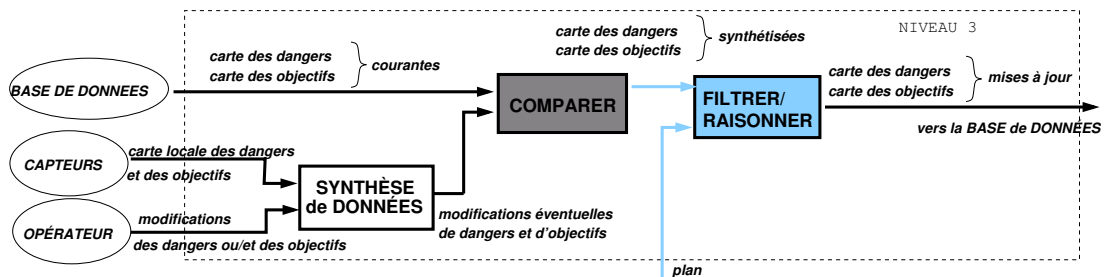 NIVEAU 3
carte des dangers
carte des objectifs
synthétisées
carte des dangers
carte des objectifs
courantes
carte des dangers
carte des objectifs
mises à jour
BASE DE DONNEES
COMPARER
FILTRER/
RAISONNER
vers la BASE de DONNÉES
CAPTEURS
carte locale des dangers
et des objectifs
SYNTHÈSE
de DONNÉES
OPÉRATEUR
modifications
des dangers ou/et des objectifs
modifications éventuelles
de dangers et d'objectifs
plan